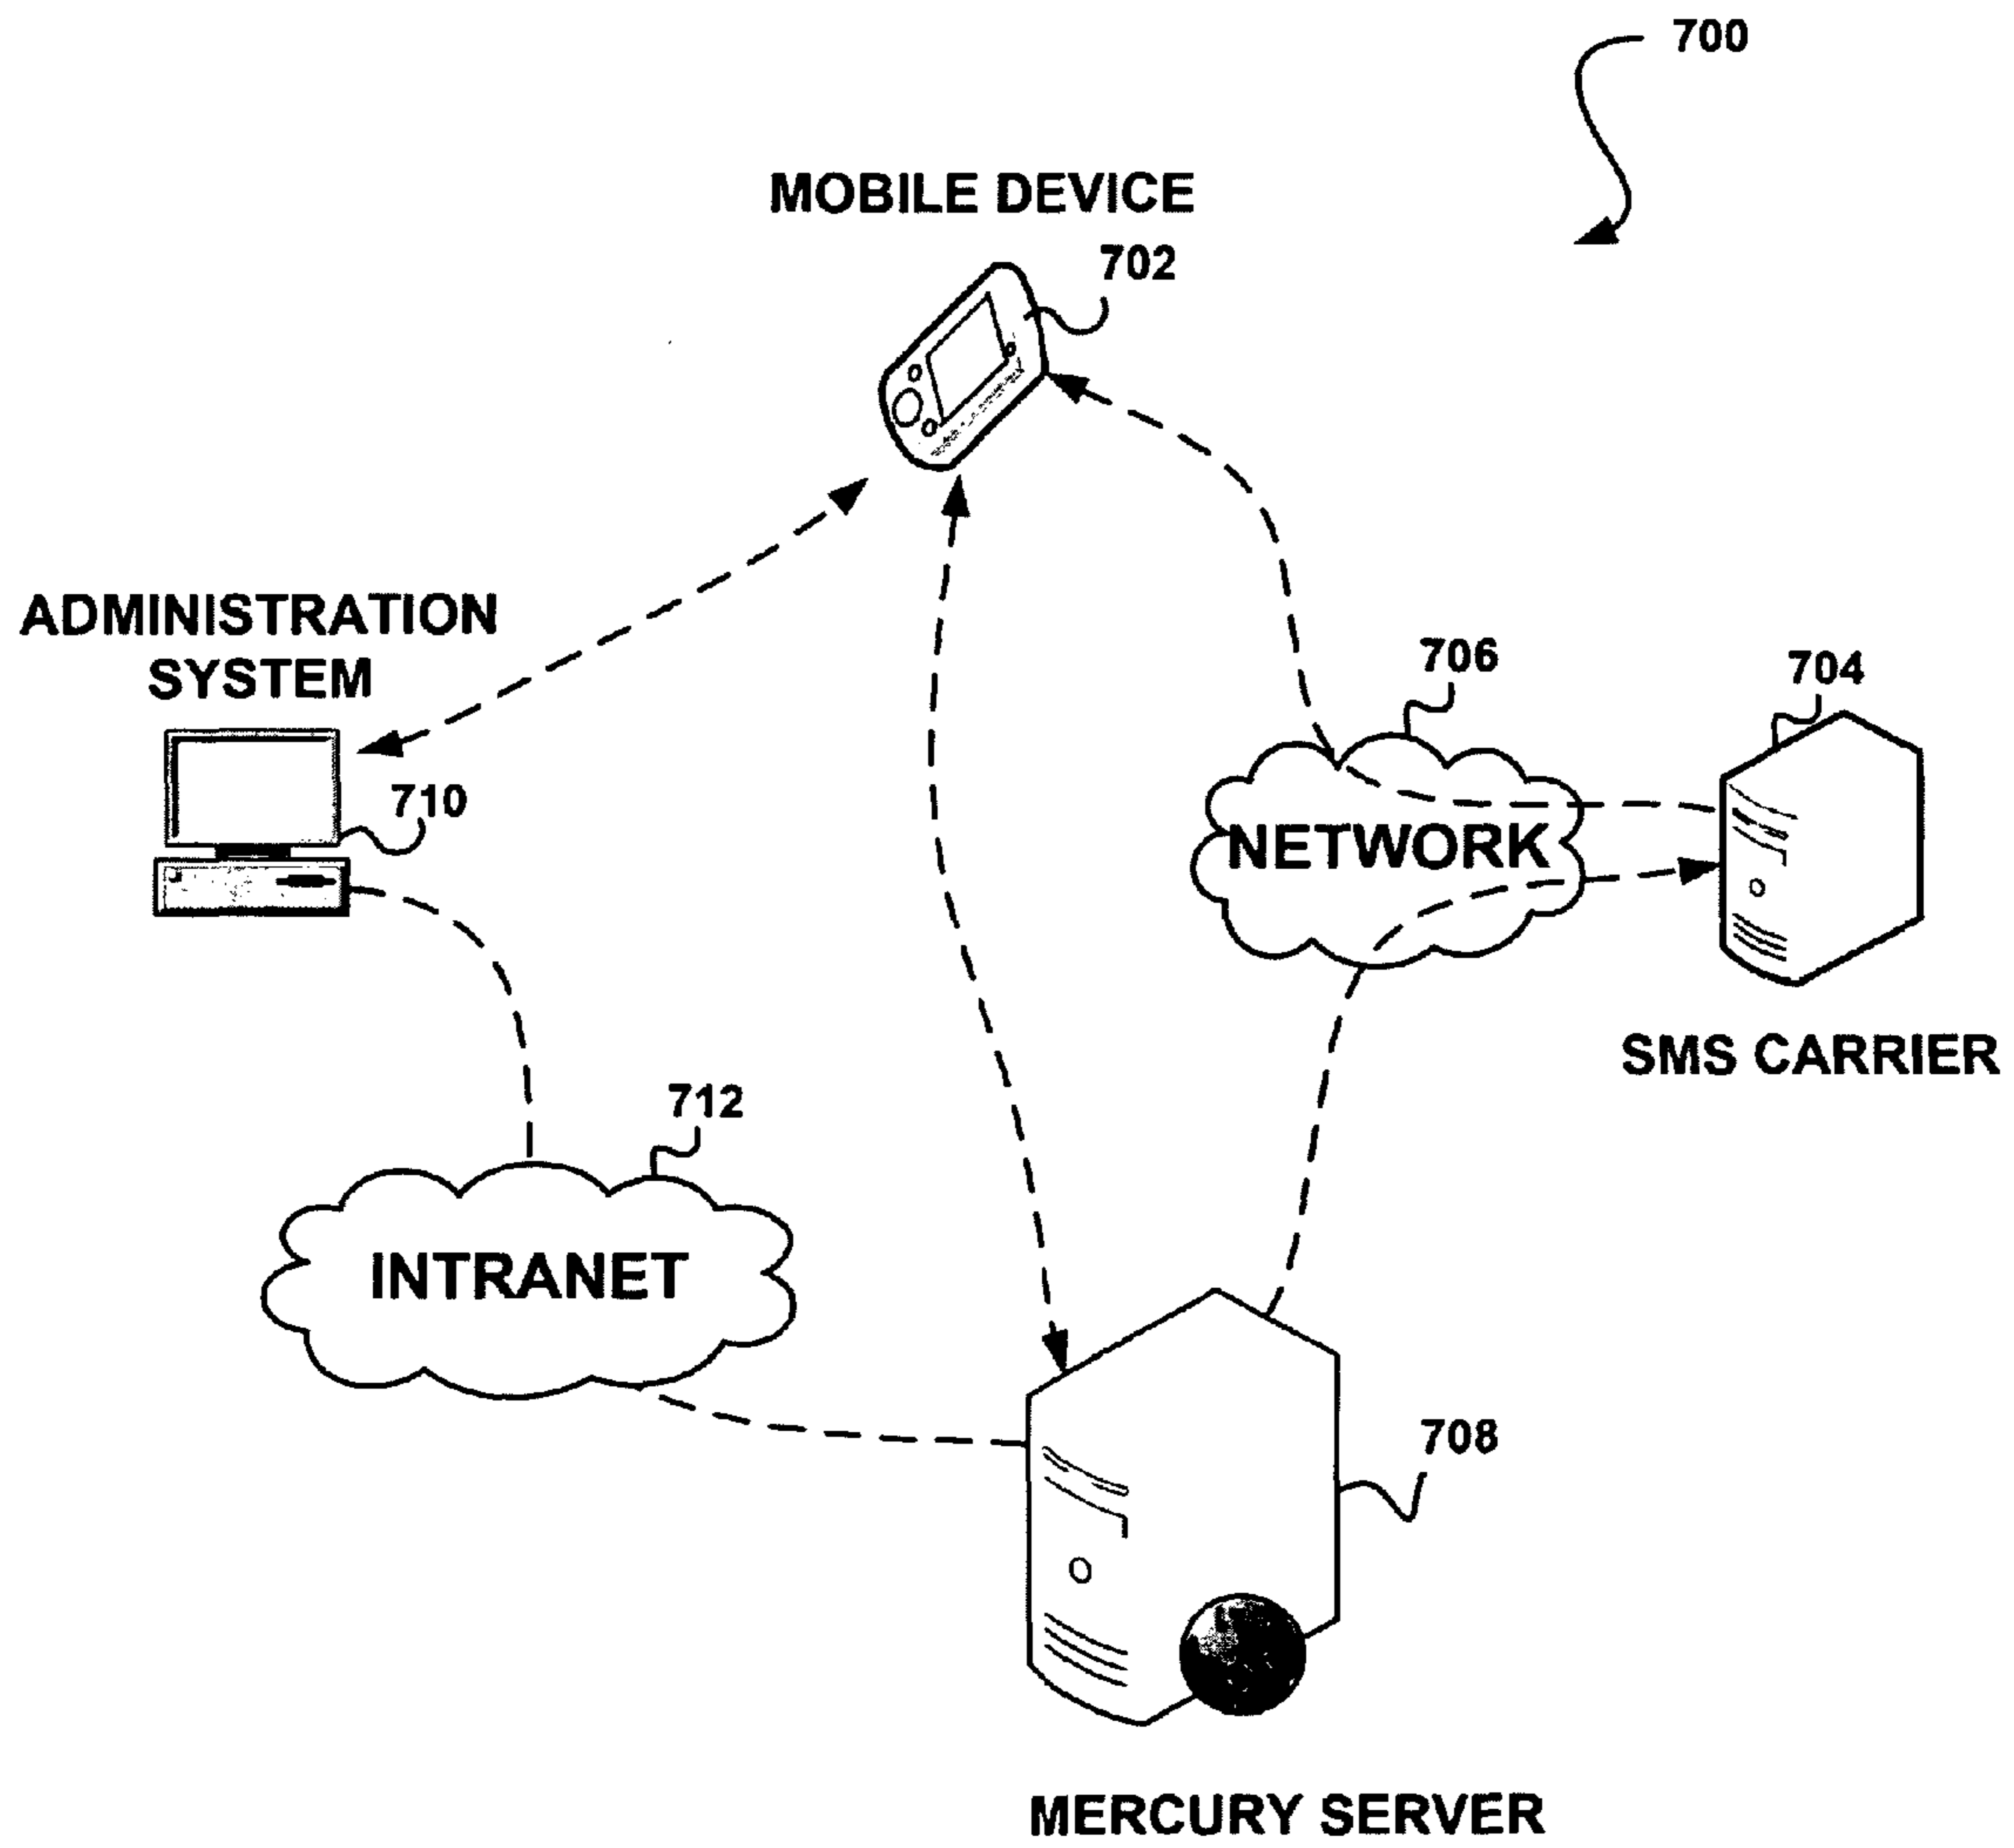 700
MOBILE DEVICE
702
ADMINISTRATION
SYSTEM
706
704
710
NETWORK
SMS CARRIER
712
INTRANET
708
MERCURY SERVER